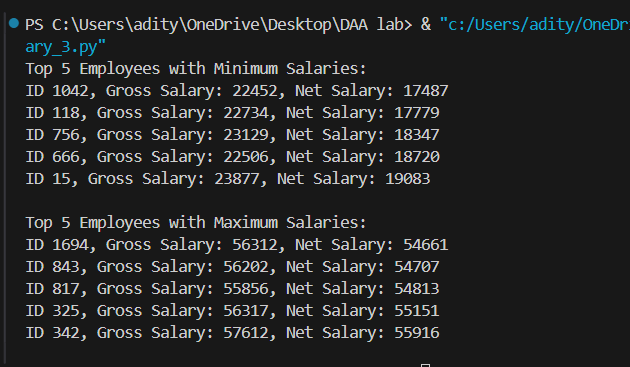 PS C:\Users\adity\OneDrive\Desktop\DAA lab> & "c:/Users/adity/OneDr
ary_3.py"
Top 5 Employees with Minimum Salaries:
ID 1042, Gross Salary: 22452, Net Salary: 17487
ID 118, Gross Salary: 22734, Net Salary: 17779
ID 756, Gross Salary: 23129, Net Salary: 18347
ID 666, Gross Salary: 22506, Net Salary: 18720
ID 15, Gross Salary: 23877, Net Salary: 19083
Top 5 Employees with Maximum Salaries:
ID 1694, Gross Salary: 56312, Net Salary: 54661
ID 843, Gross Salary: 56202, Net Salary: 54707
ID 817, Gross Salary: 55856, Net Salary: 54813
ID 325, Gross Salary: 56317, Net Salary: 55151
ID 342, Gross Salary: 57612, Net Salary: 55916